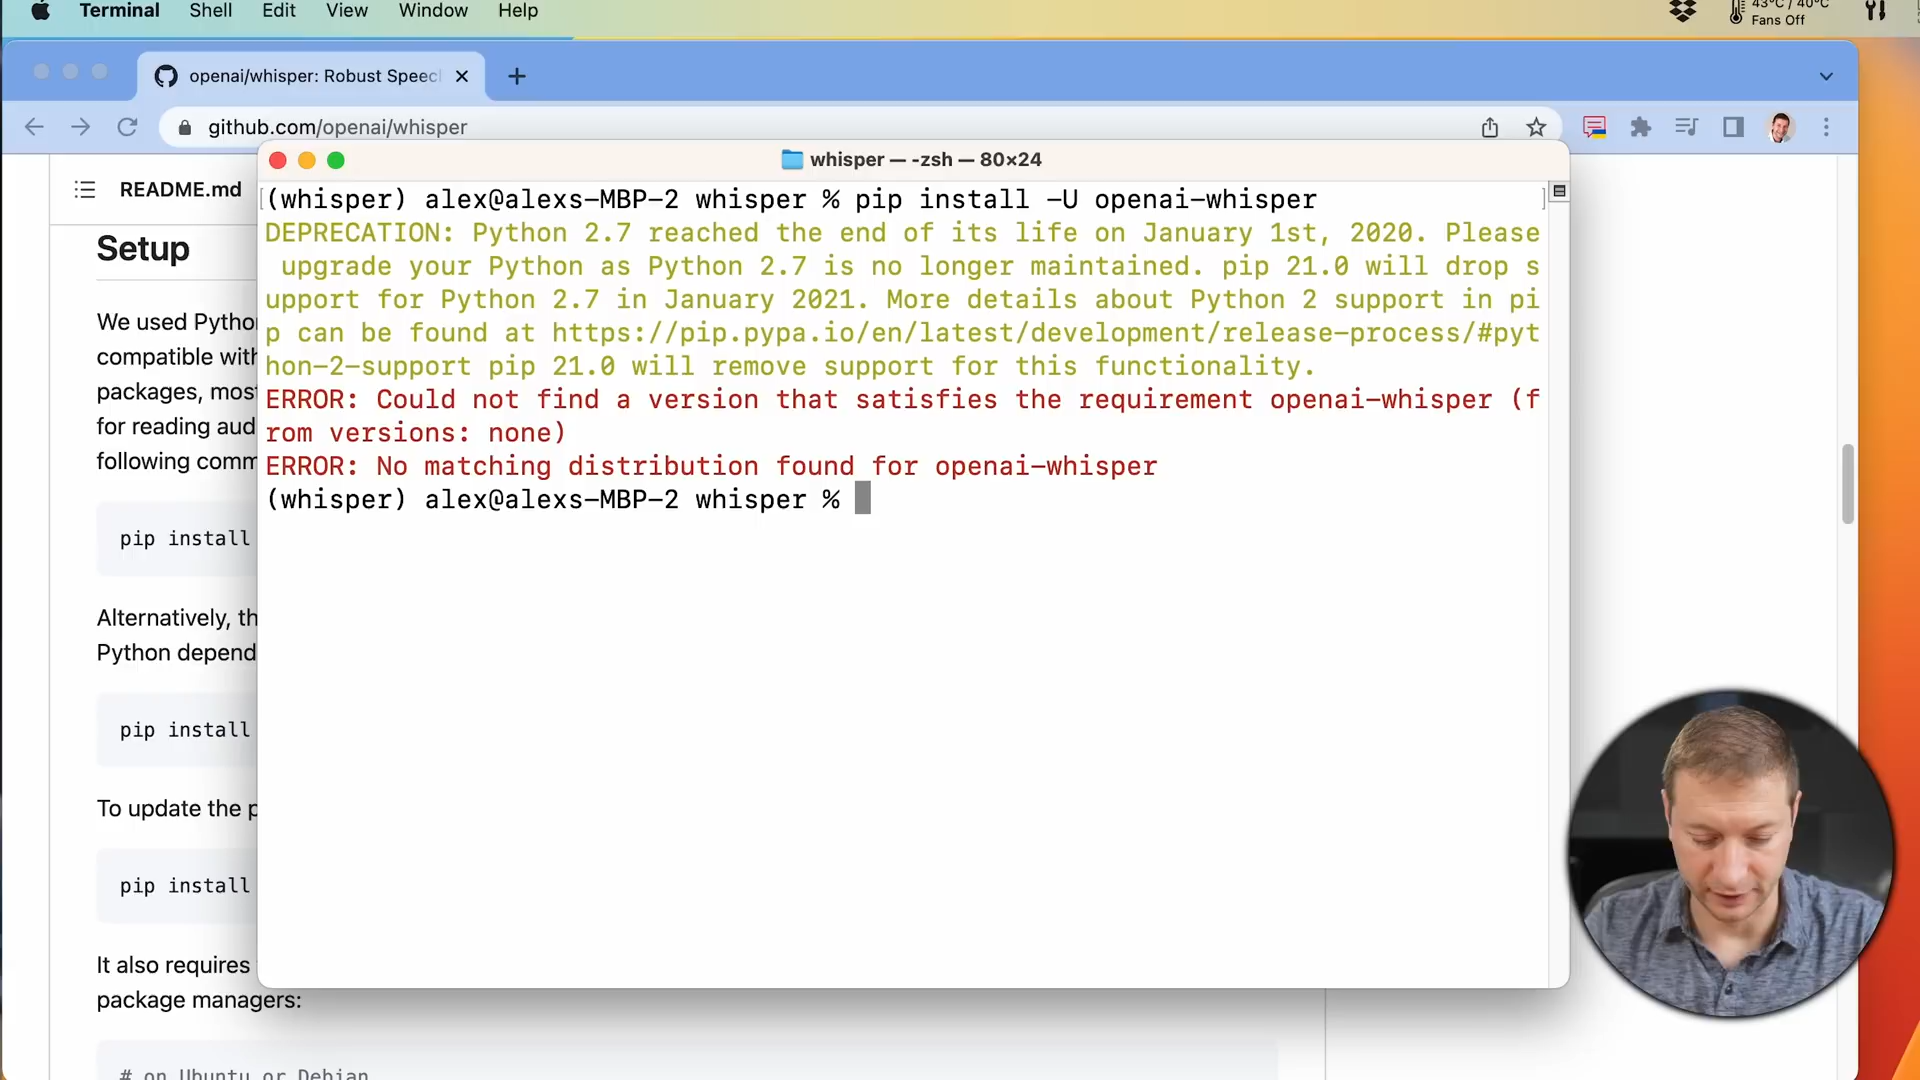 Terminal Shell Edit View Window Help
43°C / 40°C
Fans Off
openai/whisper: Robust Speec
github.com/openai/whisper
whisper — -zsh — 80×24
README.md
(whisper) alex@alexs-MBP-2 whisper % pip install -U openai-whisper
DEPRECATION: Python 2.7 reached the end of its life on January 1st, 2020. Please
upgrade your Python as Python 2.7 is no longer maintained. pip 21.0 will drop s
upport for Python 2.7 in January 2021. More details about Python 2 support in pi
p can be found at https://pip.pypa.io/en/latest/development/release-process/#pyt
hon-2-support pip 21.0 will remove support for this functionality.
ERROR: Could not find a version that satisfies the requirement openai-whisper (f
rom versions: none)
ERROR: No matching distribution found for openai-whisper
(whisper) alex@alexs-MBP-2 whisper %
Setup
We used Pytho
compatible with
packages, mos
for reading aud
following comm
pip install
Alternatively, th
Python depend
pip install
To update the p
pip install
It also requires
package managers:
# on Ubuntu or Debian